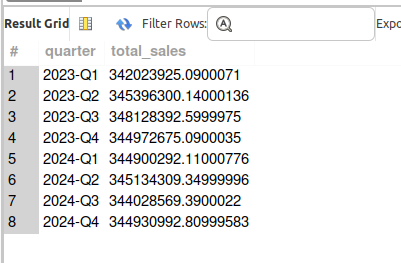 Result Grid Filter Rows: Expo
# quarter total_sales
1 2023-Q1 342023925.0900071
2 2023-Q2 345396300.14000136
3 2023-Q3 348128392.5999975
4 2023-Q4 344972675.0900035
5 2024-Q1 344900292.11000776
6 2024-Q2 345134309.34999996
7 2024-Q3 344028569.3900022
8 2024-Q4 344930992.80999583